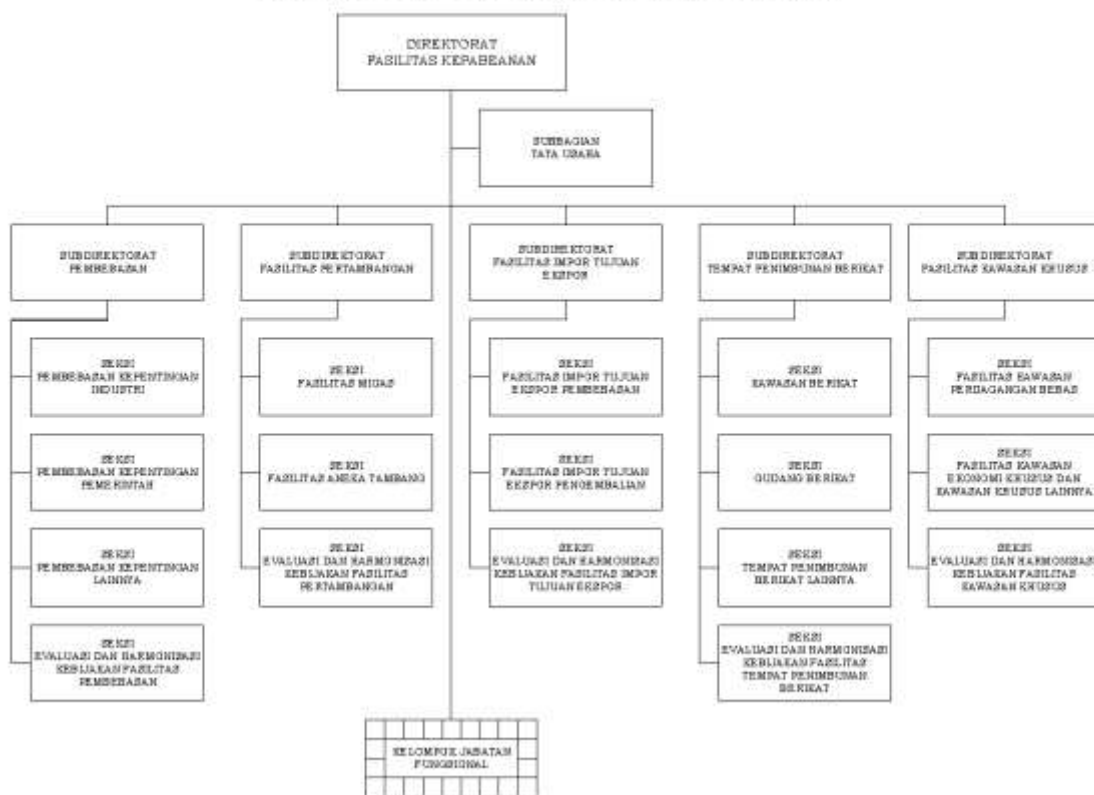 DIREKTORAT
FASILITAS KEPABEANAN
SUBBAGIAN
TATA USAHA
SUBDIREKTORAT
PEMBEBASAN
SUBDIREKTORAT
FASILITAS PERTAMBANGAN
SUBDIREKTORAT
FASILITAS IMPOR TUJUAN
EKSPOR
SUBDIREKTORAT
TEMPAT PENIMBUNAN BERIKAT
SUBDIREKTORAT
FASILITAS KAWASAN KHUSUS
SEKSI
PEMBEBASAN KEPENTINGAN
INDUSTRI
SEKSI
FASILITAS MIGAS
SEKSI
FASILITAS IMPOR TUJUAN
EKSPOR PEMBEBASAN
SEKSI
KAWASAN BERIKAT
SEKSI
FASILITAS KAWASAN
PERDAGANGAN BEBAS
SEKSI
PEMBEBASAN KEPENTINGAN
PEMERINTAH
SEKSI
FASILITAS ANEKA TAMBANG
SEKSI
FASILITAS IMPOR TUJUAN
EKSPOR PENGEMBALIAN
SEKSI
GUDANG BERIKAT
SEKSI
FASILITAS KAWASAN
EKONOMI KHUSUS DAN
KAWASAN KHUSUS LAINNYA
SEKSI
PEMBEBASAN KEPENTINGAN
LAINNYA
SEKSI
EVALUASI DAN HARMONISASI
KEBIJAKAN FASILITAS
PERTAMBANGAN
SEKSI
EVALUASI DAN HARMONISASI
KEBIJAKAN FASILITAS IMPOR
TUJUAN EKSPOR
SEKSI
TEMPAT PENIMBUNAN
BERIKAT LAINNYA
SEKSI
EVALUASI DAN HARMONISASI
KEBIJAKAN FASILITAS
KAWASAN KHUSUS
SEKSI
EVALUASI DAN HARMONISASI
KEBIJAKAN FASILITAS
PEMBEBASAN
SEKSI
EVALUASI DAN HARMONISASI
KEBIJAKAN FASILITAS
TEMPAT PENIMBUNAN
BERIKAT
KELOMPOK JABATAN
FUNGSIONAL